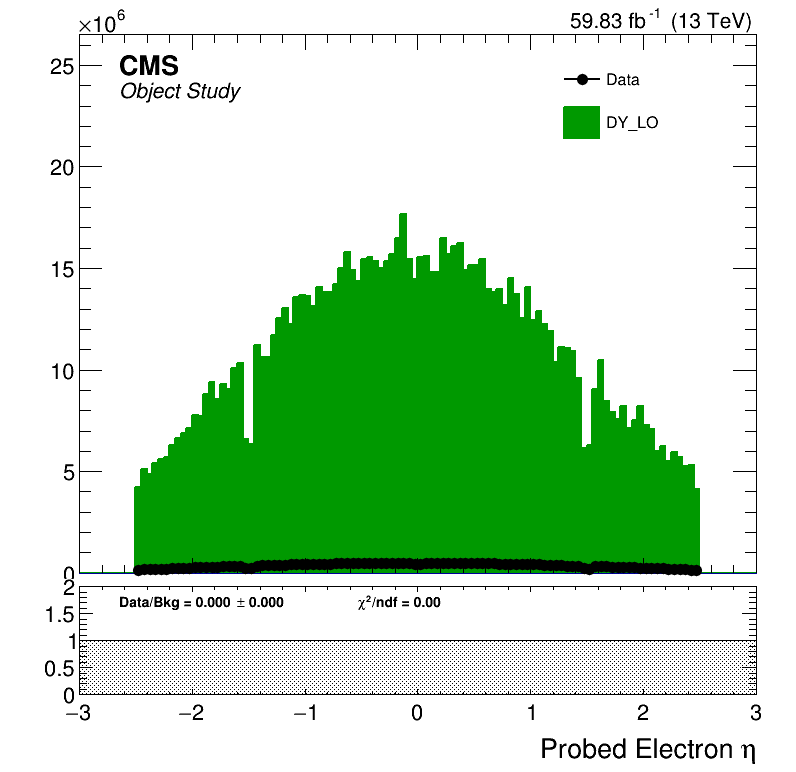 ×10⁶ 59.83 fb⁻¹ (13 TeV)
25
CMS
Data
Object Study
DY_LO
20
15
10
5
0
2
Data/Bkg = 0.000 ± 0.000 χ²/ndf = 0.00
1.5
1
0.5
0
−3 −2 −1 0 1 2 3
Probed Electron η